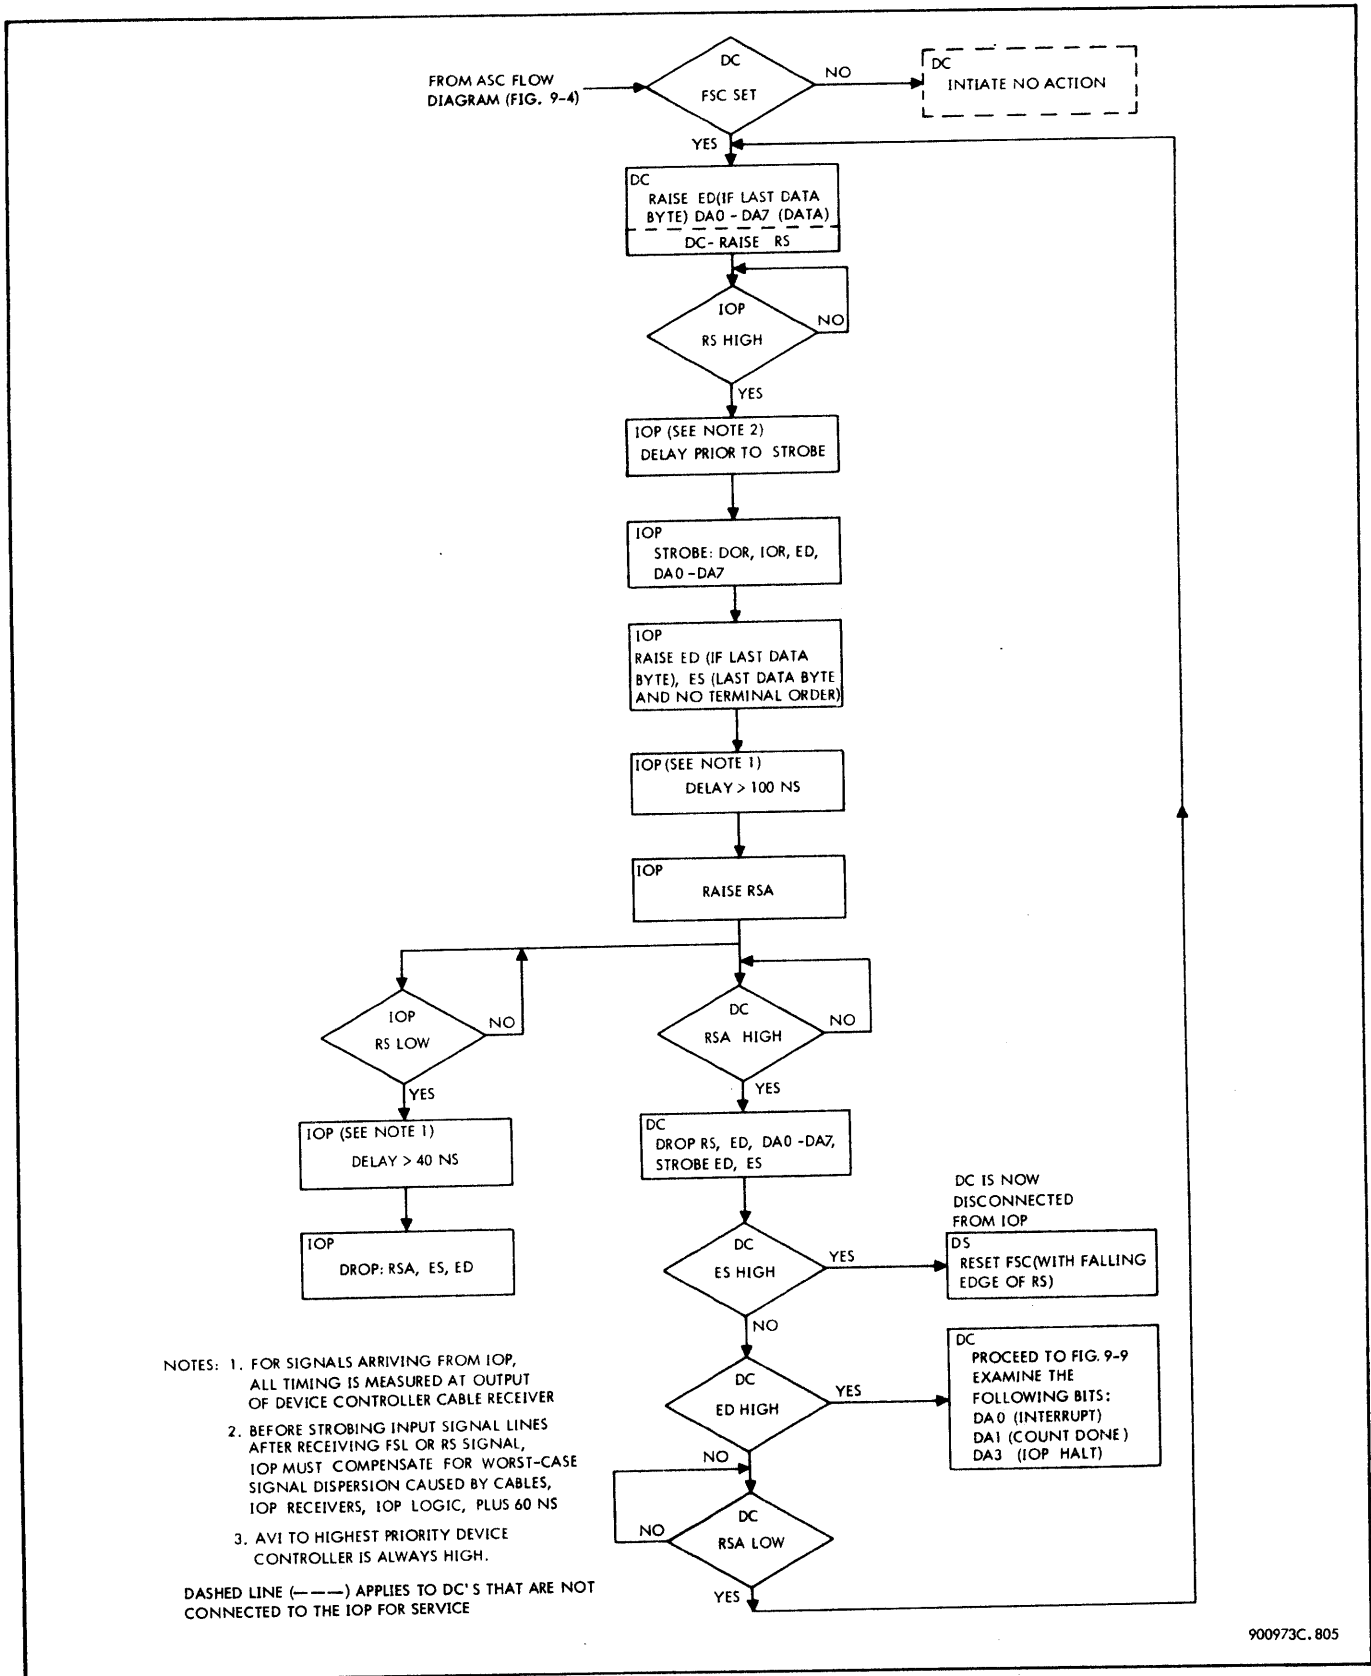 FROM ASC FLOW
DIAGRAM (FIG. 9-4)
DC
FSC SET
NO
DC
INTIATE NO ACTION
YES
DC
RAISE ED(IF LAST DATA
BYTE) DA0 - DA7 (DATA)
DC- RAISE RS
IOP
RS HIGH
NO
YES
IOP (SEE NOTE 2)
DELAY PRIOR TO STROBE
IOP
STROBE: DOR, IOR, ED,
DA0 -DA7
IOP
RAISE ED (IF LAST DATA
BYTE), ES (LAST DATA BYTE
AND NO TERMINAL ORDER)
IOP (SEE NOTE 1)
DELAY > 100 NS
IOP
RAISE RSA
IOP
RS LOW
NO
YES
IOP (SEE NOTE 1)
DELAY > 40 NS
IOP
DROP: RSA, ES, ED
DC
RSA HIGH
NO
YES
DC
DROP RS, ED, DA0 -DA7,
STROBE ED, ES
DC
ES HIGH
YES
DC IS NOW
DISCONNECTED
FROM IOP
DS
RESET FSC(WITH FALLING
EDGE OF RS)
NO
DC
ED HIGH
YES
DC
PROCEED TO FIG. 9-9
EXAMINE THE
FOLLOWING BITS:
DA0 (INTERRUPT)
DA1 (COUNT DONE)
DA3 (IOP HALT)
NO
DC
RSA LOW
NO
YES
NOTES: 1. FOR SIGNALS ARRIVING FROM IOP,
ALL TIMING IS MEASURED AT OUTPUT
OF DEVICE CONTROLLER CABLE RECEIVER
2. BEFORE STROBING INPUT SIGNAL LINES
AFTER RECEIVING FSL OR RS SIGNAL,
IOP MUST COMPENSATE FOR WORST-CASE
SIGNAL DISPERSION CAUSED BY CABLES,
IOP RECEIVERS, IOP LOGIC, PLUS 60 NS
3. AVI TO HIGHEST PRIORITY DEVICE
CONTROLLER IS ALWAYS HIGH.
DASHED LINE (– – –) APPLIES TO DC'S THAT ARE NOT
CONNECTED TO THE IOP FOR SERVICE
900973C. 805